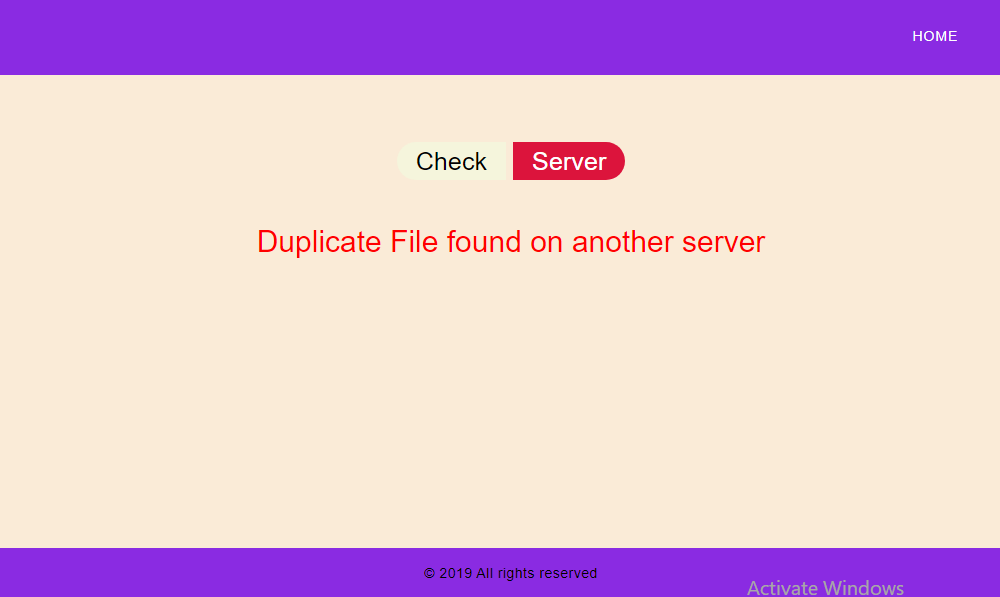 HOME
Check Server
Duplicate File found on another server
© 2019 All rights reserved
Activate Windows